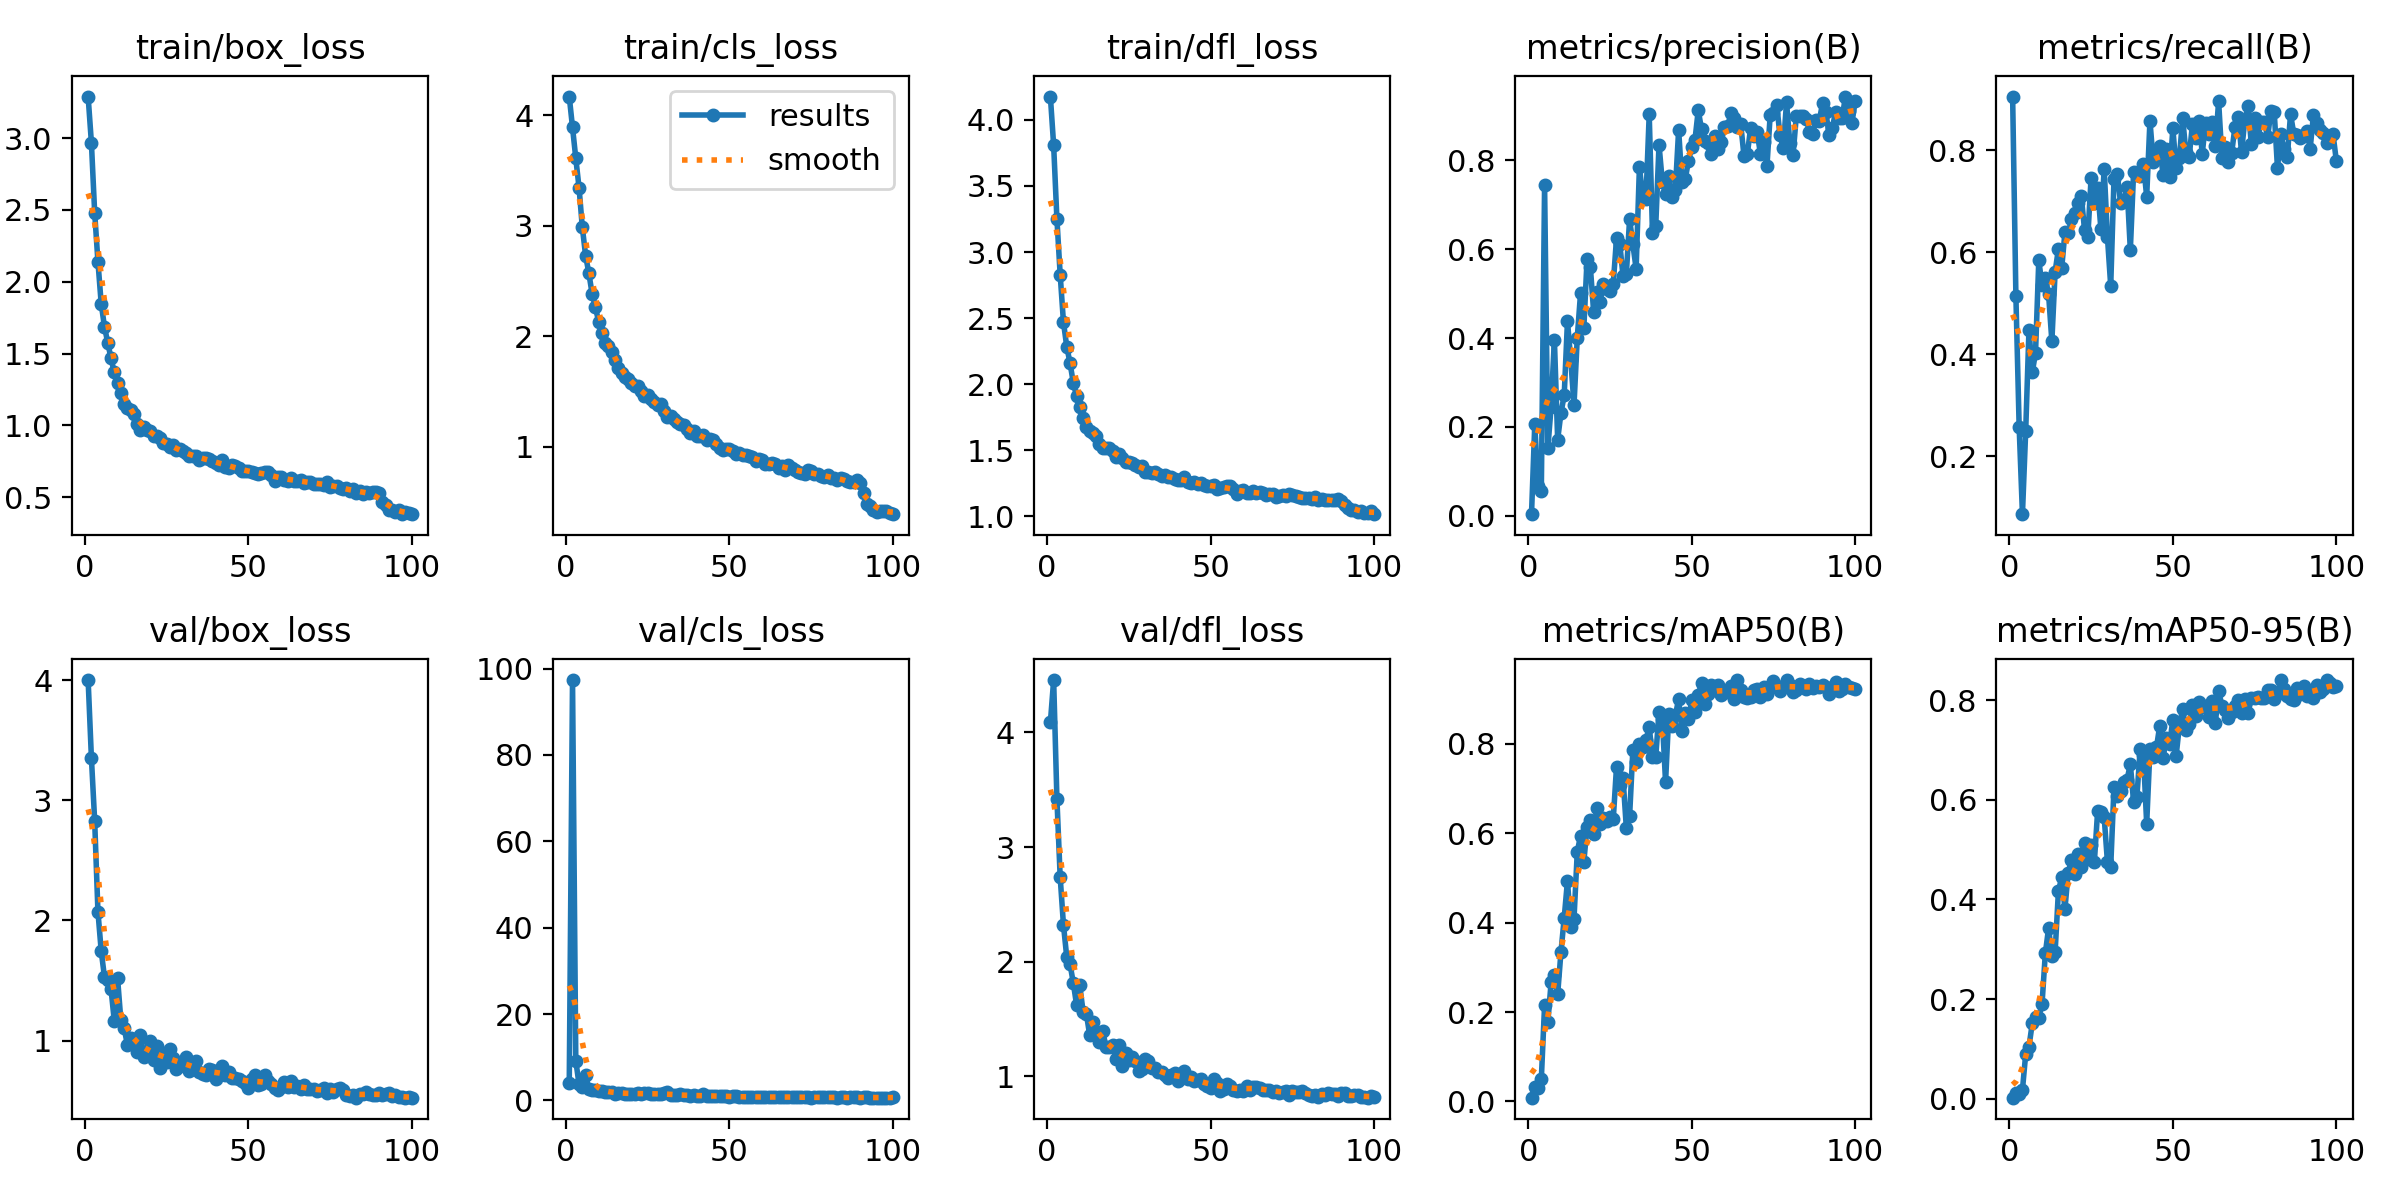 train/box_loss
train/cls_loss
train/dfl_loss
metrics/precision(B)
metrics/recall(B)
results
smooth
3.0
2.5
2.0
1.5
1.0
0.5
0 50 100
4
3
2
1
0 50 100
4.0
3.5
3.0
2.5
2.0
1.5
1.0
0 50 100
0.8
0.6
0.4
0.2
0.0
0 50 100
0.8
0.6
0.4
0.2
0 50 100
val/box_loss
val/cls_loss
val/dfl_loss
metrics/mAP50(B)
metrics/mAP50-95(B)
4
3
2
1
0 50 100
100
80
60
40
20
0
0 50 100
4
3
2
1
0 50 100
0.8
0.6
0.4
0.2
0.0
0 50 100
0.8
0.6
0.4
0.2
0.0
0 50 100